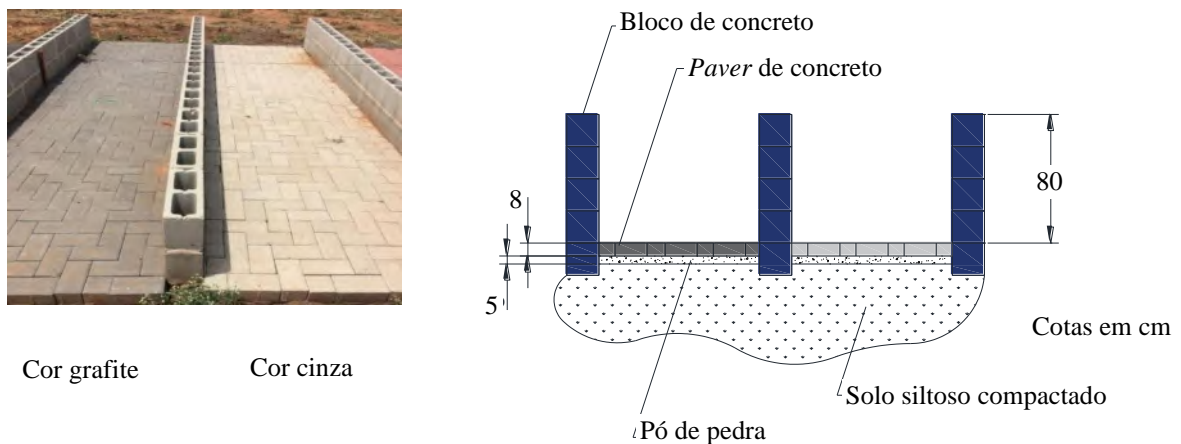 Bloco de concreto
Paver de concreto
8
80
5
Cotas em cm
Cor grafite
Cor cinza
Solo siltoso compactado
Pó de pedra